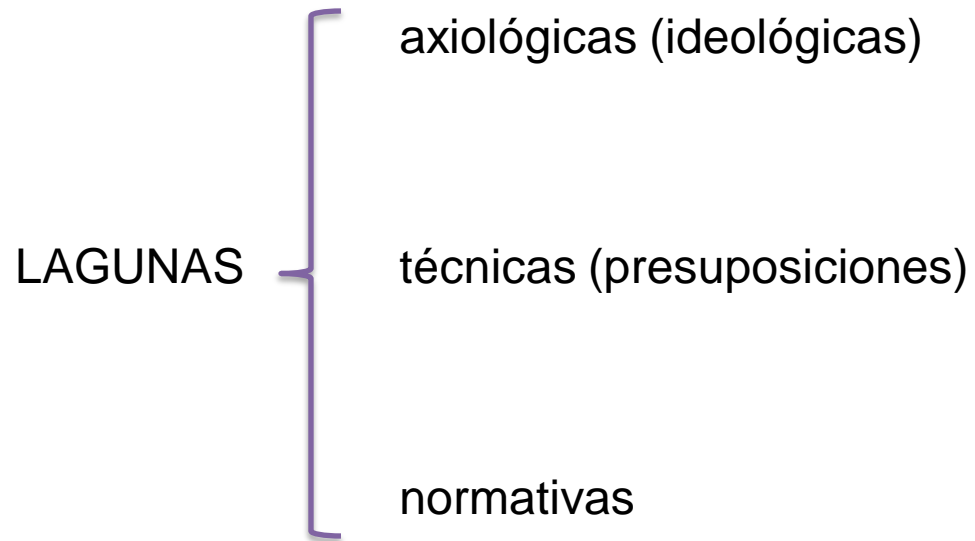 axiológicas (ideológicas)
LAGUNAS
técnicas (presuposiciones)
normativas